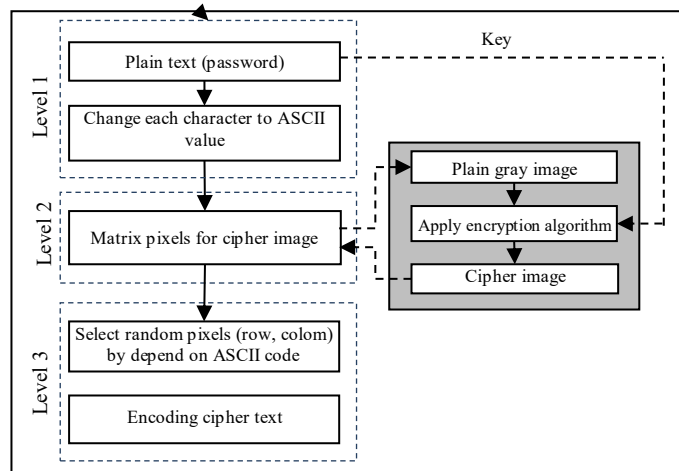 Key
Level 1
Plain text (password)
Change each character to ASCII
value
Level 2
Matrix pixels for cipher image
Plain gray image
Apply encryption algorithm
Cipher image
Level 3
Select random pixels (row, colom)
by depend on ASCII code
Encoding cipher text